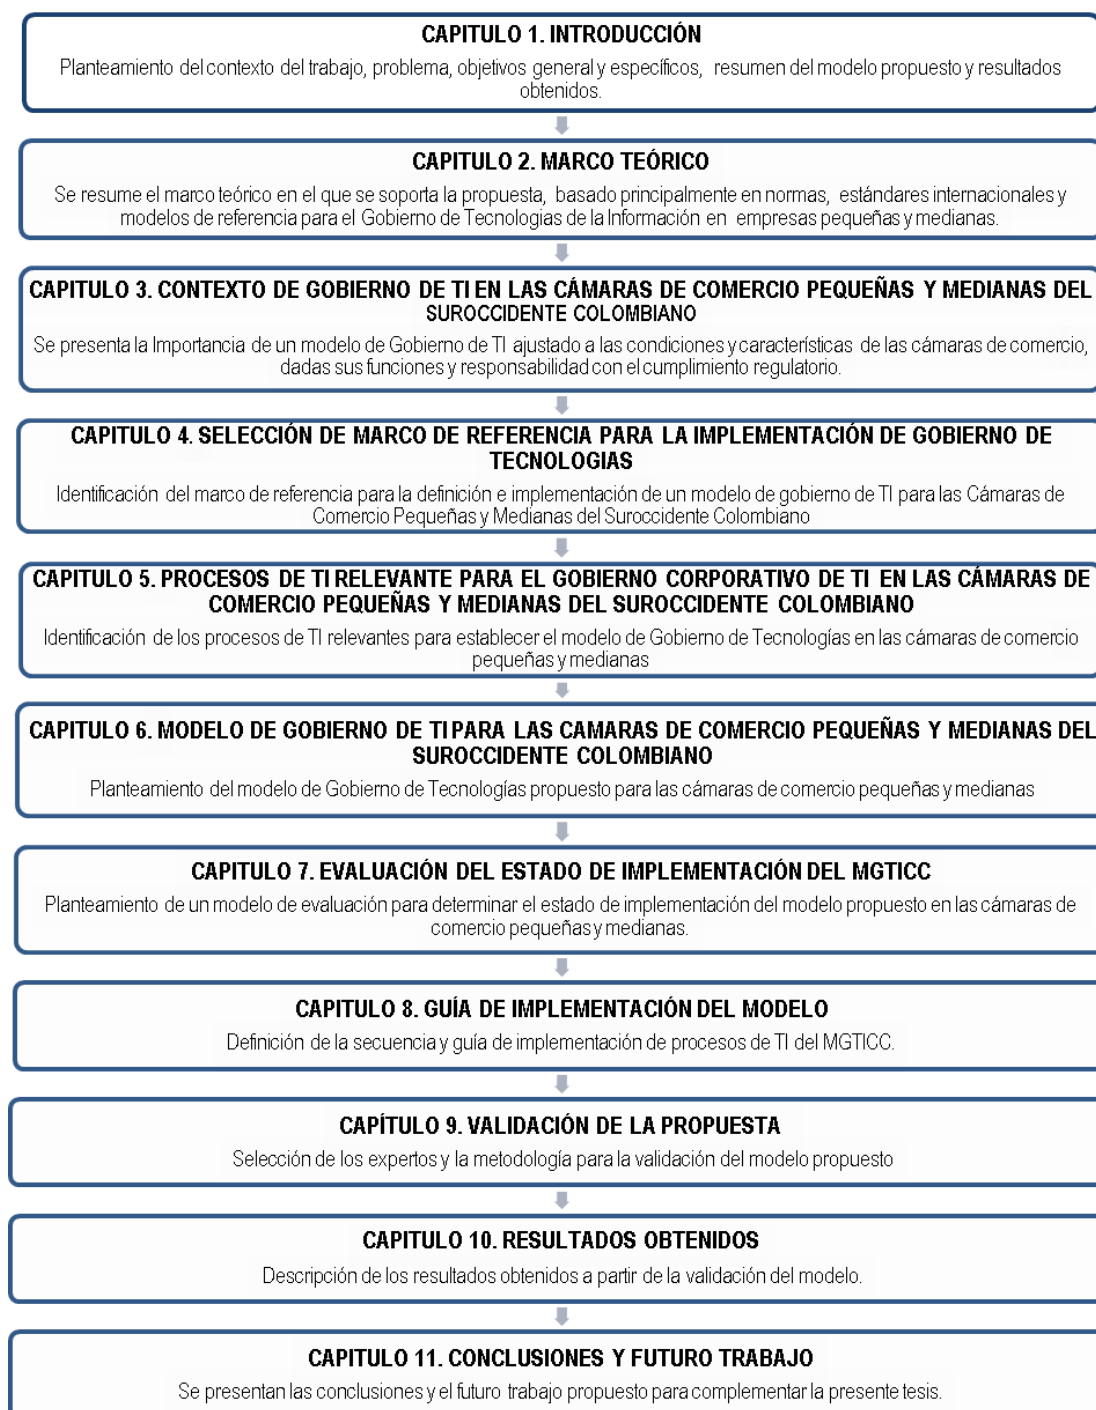 CAPITULO 1. INTRODUCCIÓN
Planteamiento del contexto del trabajo, problema, objetivos general y específicos, resumen del modelo propuesto y resultados
obtenidos.
CAPITULO 2. MARCO TEÓRICO
Se resume el marco teórico en el que se soporta la propuesta, basado principalmente en normas, estándares internacionales y
modelos de referencia para el Gobierno de Tecnologías de la Información en empresas pequeñas y medianas.
CAPITULO 3. CONTEXTO DE GOBIERNO DE TI EN LAS CÁMARAS DE COMERCIO PEQUEÑAS Y MEDIANAS DEL
SUROCCIDENTE COLOMBIANO
Se presenta la Importancia de un modelo de Gobierno de TI ajustado a las condiciones y características de las cámaras de comercio,
dadas sus funciones y responsabilidad con el cumplimiento regulatorio.
CAPITULO 4. SELECCIÓN DE MARCO DE REFERENCIA PARA LA IMPLEMENTACIÓN DE GOBIERNO DE
TECNOLOGIAS
Identificación del marco de referencia para la definición e implementación de un modelo de gobierno de TI para las Cámaras de
Comercio Pequeñas y Medianas del Suroccidente Colombiano
CAPITULO 5. PROCESOS DE TI RELEVANTE PARA EL GOBIERNO CORPORATIVO DE TI EN LAS CÁMARAS DE
COMERCIO PEQUEÑAS Y MEDIANAS DEL SUROCCIDENTE COLOMBIANO
Identificación de los procesos de TI relevantes para establecer el modelo de Gobierno de Tecnologías en las cámaras de comercio
pequeñas y medianas
CAPITULO 6. MODELO DE GOBIERNO DE TI PARA LAS CAMARAS DE COMERCIO PEQUEÑAS Y MEDIANAS DEL
SUROCCIDENTE COLOMBIANO
Planteamiento del modelo de Gobierno de Tecnologías propuesto para las cámaras de comercio pequeñas y medianas
CAPITULO 7. EVALUACIÓN DEL ESTADO DE IMPLEMENTACIÓN DEL MGTICC
Planteamiento de un modelo de evaluación para determinar el estado de implementación del modelo propuesto en las cámaras de
comercio pequeñas y medianas.
CAPITULO 8. GUÍA DE IMPLEMENTACIÓN DEL MODELO
Definición de la secuencia y guía de implementación de procesos de TI del MGTICC.
CAPÍTULO 9. VALIDACIÓN DE LA PROPUESTA
Selección de los expertos y la metodología para la validación del modelo propuesto
CAPITULO 10. RESULTADOS OBTENIDOS
Descripción de los resultados obtenidos a partir de la validación del modelo.
CAPITULO 11. CONCLUSIONES Y FUTURO TRABAJO
Se presentan las conclusiones y el futuro trabajo propuesto para complementar la presente tesis.